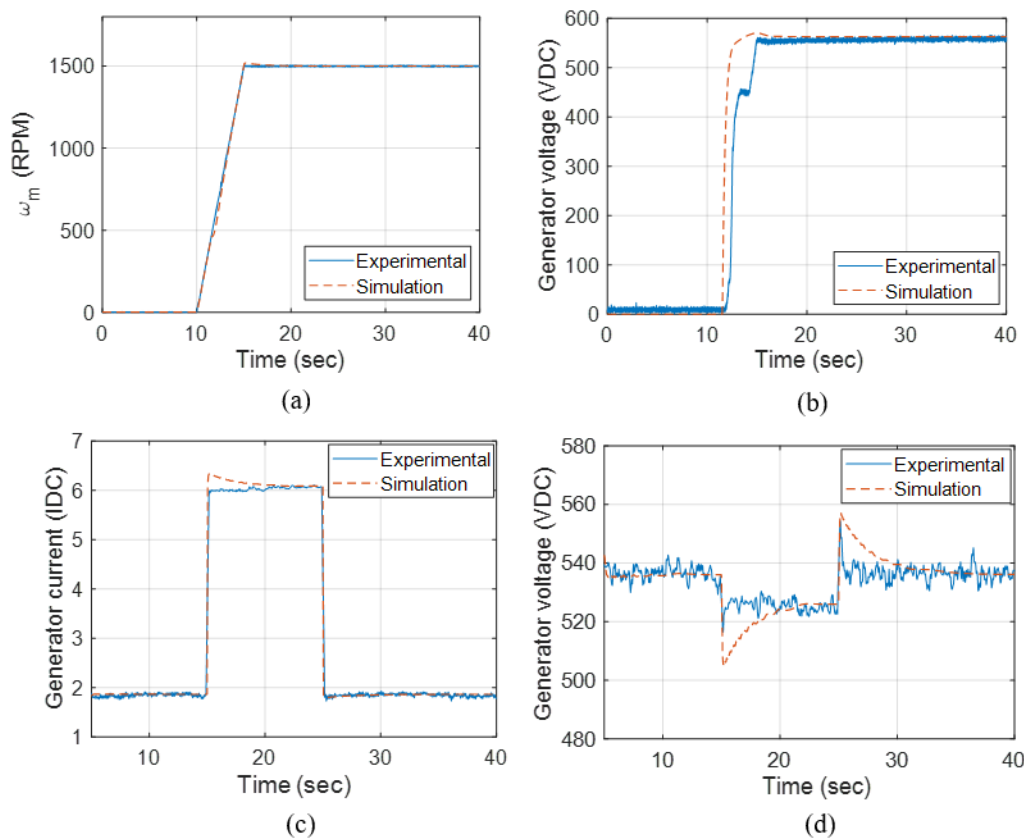 1500
1000
500
0
0 10 20 30 40
ω_m (RPM)
Time (sec)
Experimental
Simulation
(a)
600
500
400
300
200
100
0
0 10 20 30 40
Generator voltage (VDC)
Time (sec)
Experimental
Simulation
(b)
7
6
5
4
3
2
1
10 20 30 40
Generator current (IDC)
Time (sec)
Experimental
Simulation
(c)
580
560
540
520
500
480
10 20 30 40
Generator voltage (VDC)
Time (sec)
Experimental
Simulation
(d)